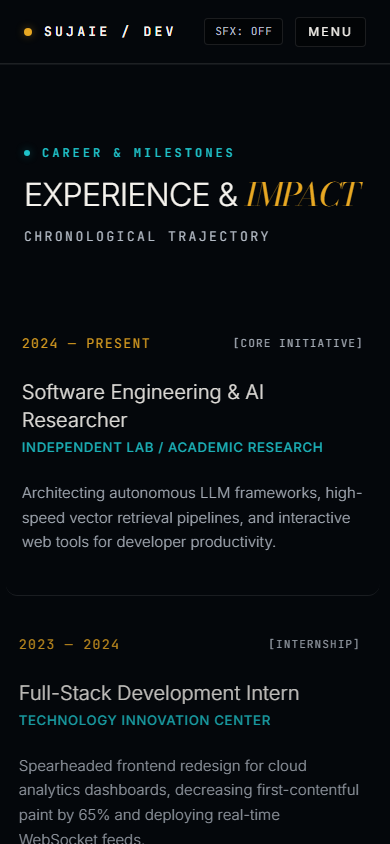 SUJAIE / DEV
SFX: OFF
MENU
CAREER & MILESTONES
EXPERIENCE & IMPACT
CHRONOLOGICAL TRAJECTORY
2024 — PRESENT
[CORE INITIATIVE]
Software Engineering & AI
Researcher
INDEPENDENT LAB / ACADEMIC RESEARCH
Architecting autonomous LLM frameworks, high-
speed vector retrieval pipelines, and interactive
web tools for developer productivity.
2023 — 2024
[INTERNSHIP]
Full-Stack Development Intern
TECHNOLOGY INNOVATION CENTER
Spearheaded frontend redesign for cloud
analytics dashboards, decreasing first-contentful
paint by 65% and deploying real-time
WebSocket feeds.